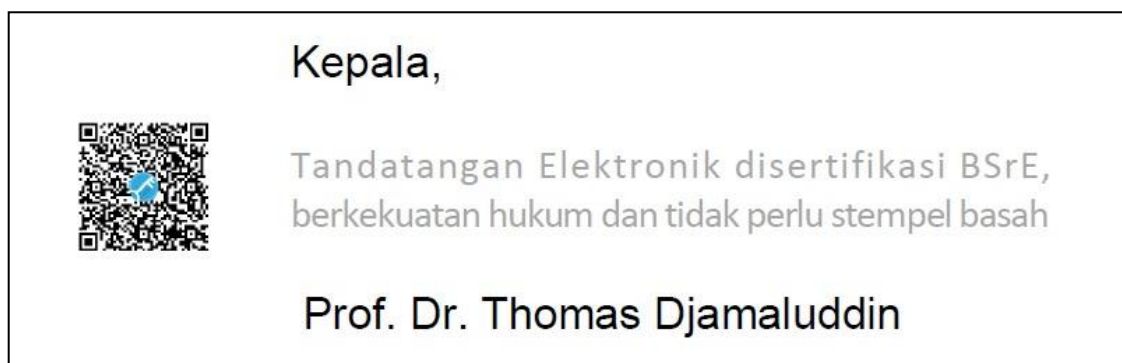 Kepala,
Tandatangan Elektronik disertifikasi BSrE,
berkekuatan hukum dan tidak perlu stempel basah
Prof. Dr. Thomas Djamaluddin